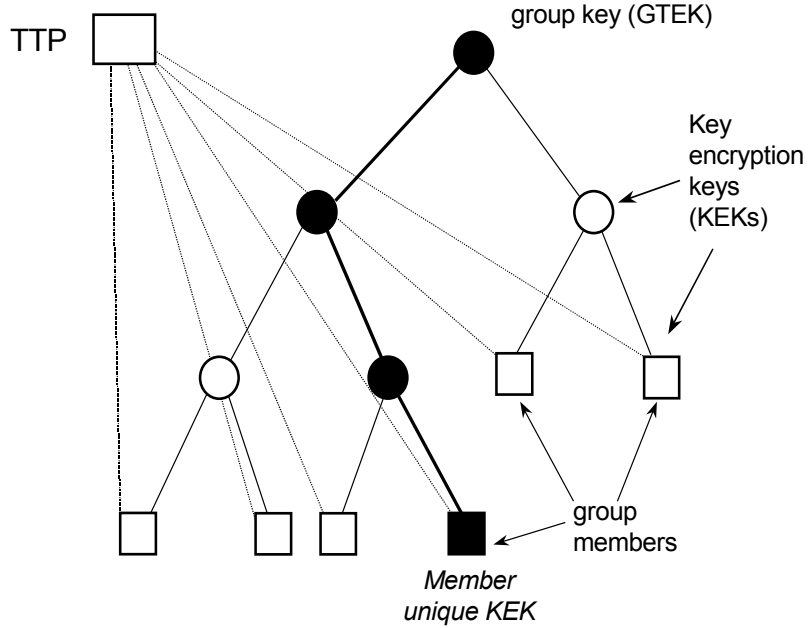 group key (GTEK)
TTP
Key
encryption
keys
(KEKs)
group
members
Member
unique KEK